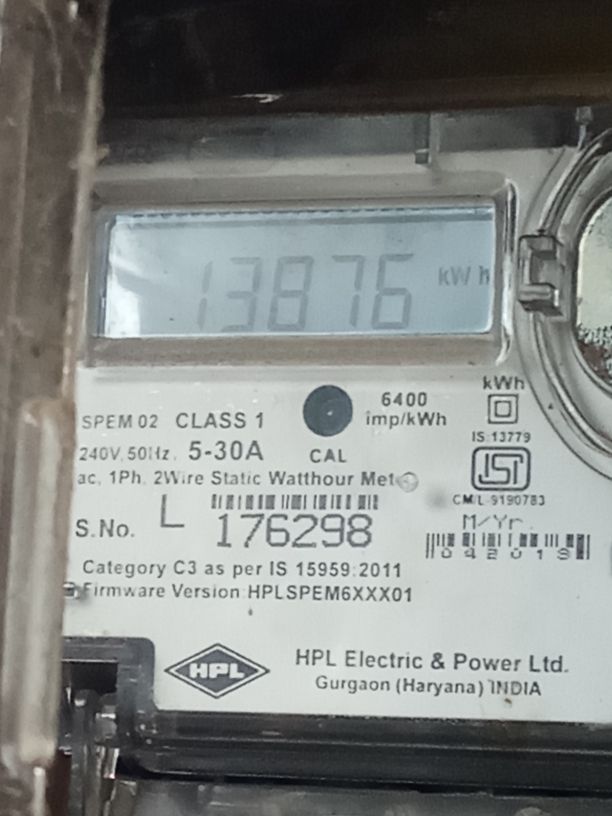 13876 kWh
SPEM 02 CLASS 1
6400
imp/kWh
kWh
240V, 50Hz. 5-30A
CAL
IS:13779
ac, 1Ph. 2Wire Static Watthour Meter
ISI
CM/L-9190783
S.No. L 176298
M/Yr.
042019
Category C3 as per IS 15959:2011
Firmware Version:HPLSPEM6XXX01
HPL
HPL Electric & Power Ltd.
Gurgaon (Haryana) INDIA